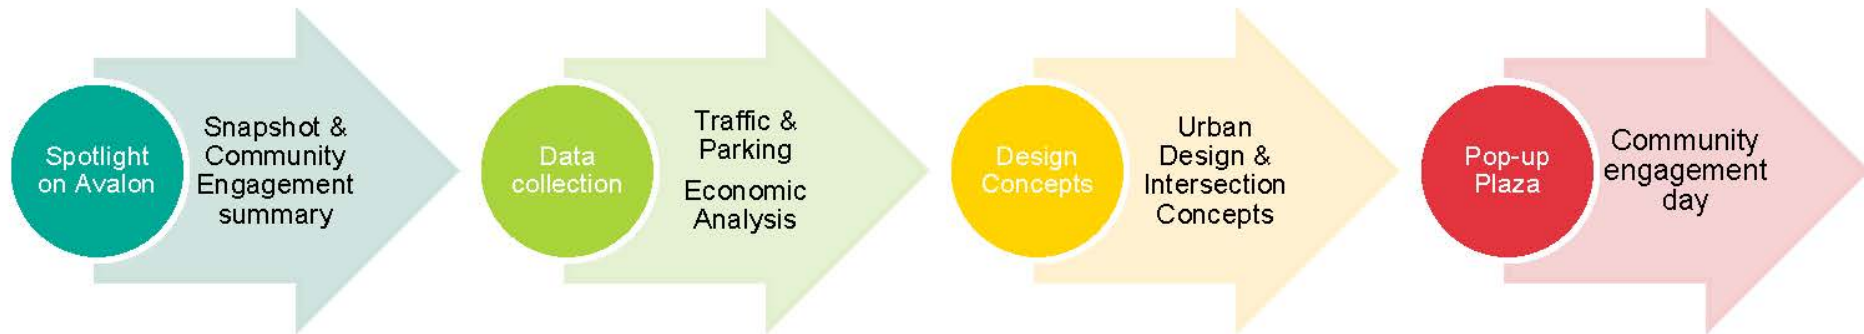 Spotlight
on Avalon
Snapshot &
Community
Engagement
summary
Data
collection
Traffic &
Parking
Economic
Analysis
Design
Concepts
Urban
Design &
Intersection
Concepts
Pop-up
Plaza
Community
engagement
day